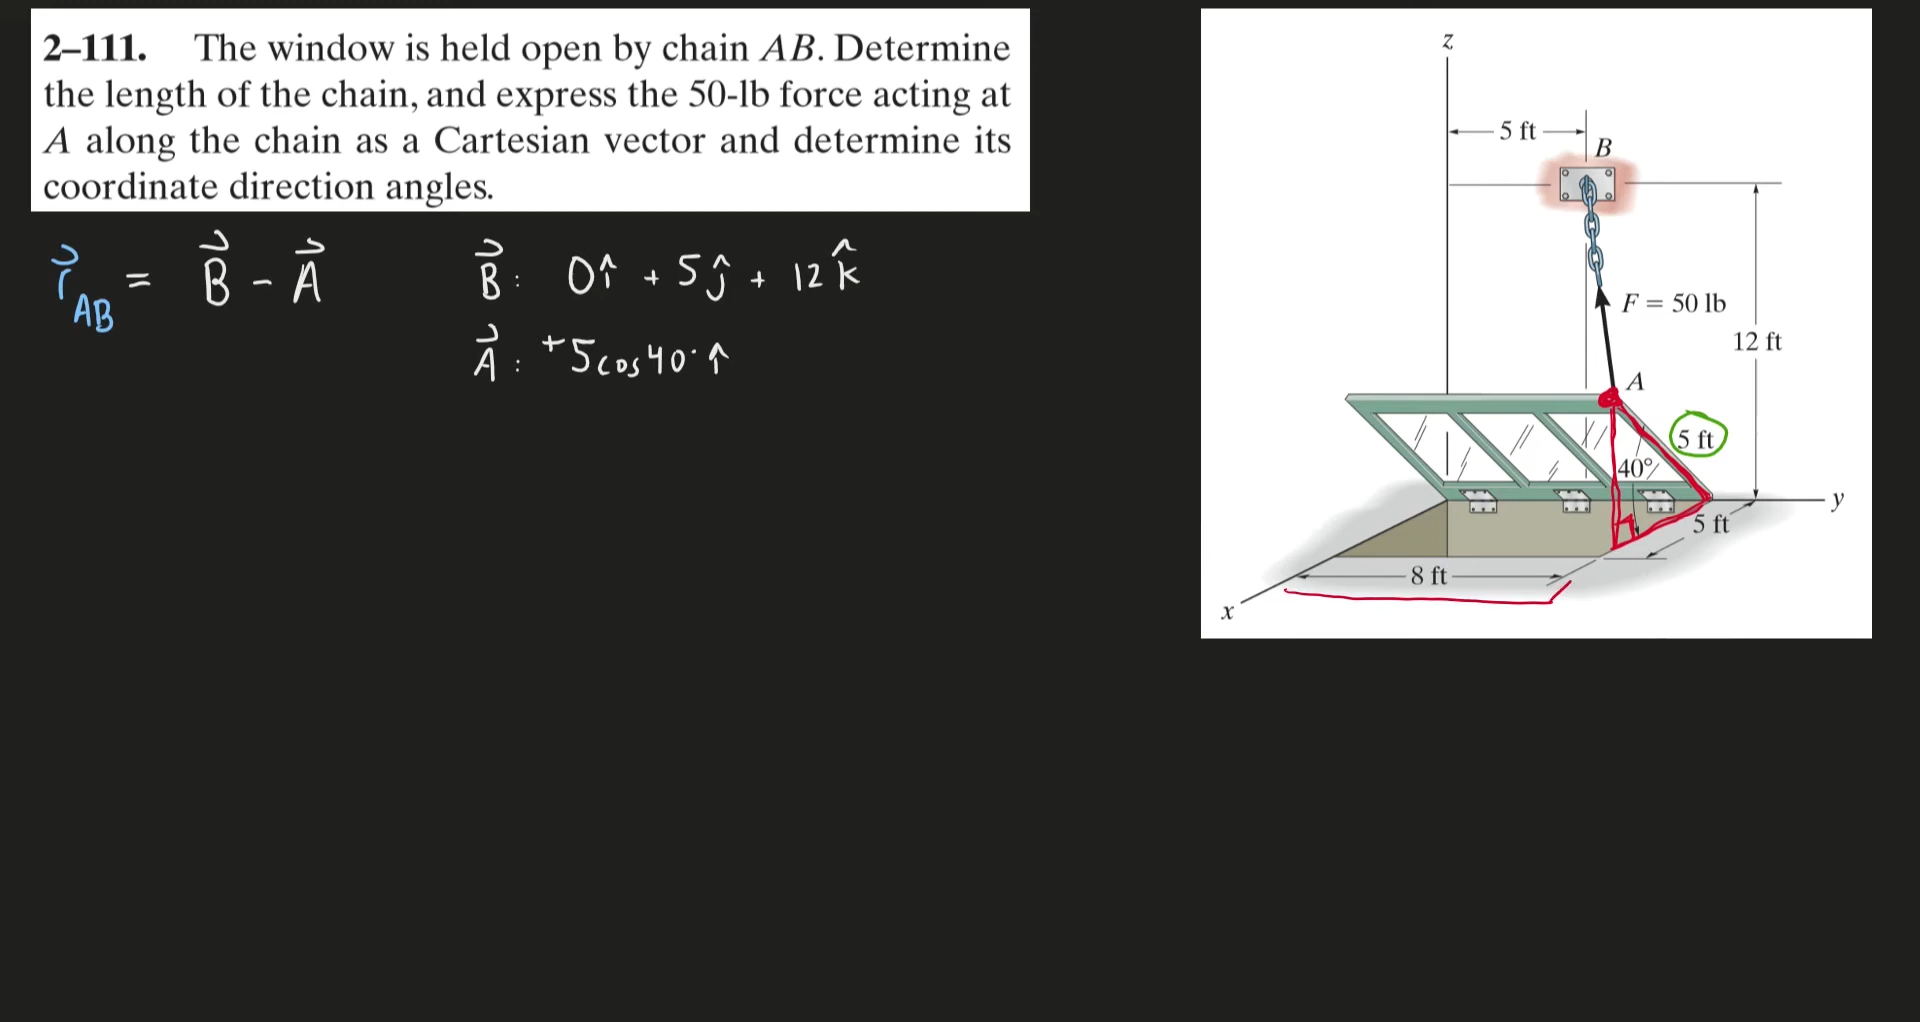 2–111. The window is held open by chain AB. Determine
the length of the chain, and express the 50-lb force acting at
A along the chain as a Cartesian vector and determine its
coordinate direction angles.
r⃗AB = B⃗ - A⃗
B⃗: 0î + 5ĵ + 12k̂
A⃗: +5cos40° î
z
5 ft
B
F = 50 lb
12 ft
A
5 ft
40°
y
5 ft
8 ft
x